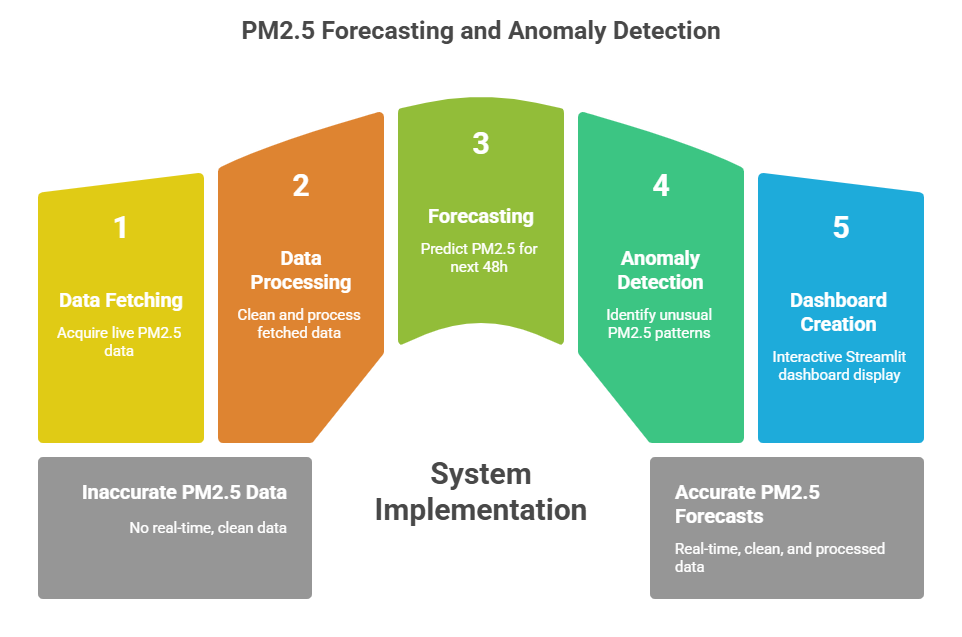 PM2.5 Forecasting and Anomaly Detection
1
Data Fetching
Acquire live PM2.5
data
2
Data
Processing
Clean and process
fetched data
3
Forecasting
Predict PM2.5 for
next 48h
4
Anomaly
Detection
Identify unusual
PM2.5 patterns
5
Dashboard
Creation
Interactive Streamlit
dashboard display
Inaccurate PM2.5 Data
No real-time, clean data
System
Implementation
Accurate PM2.5
Forecasts
Real-time, clean, and processed
data